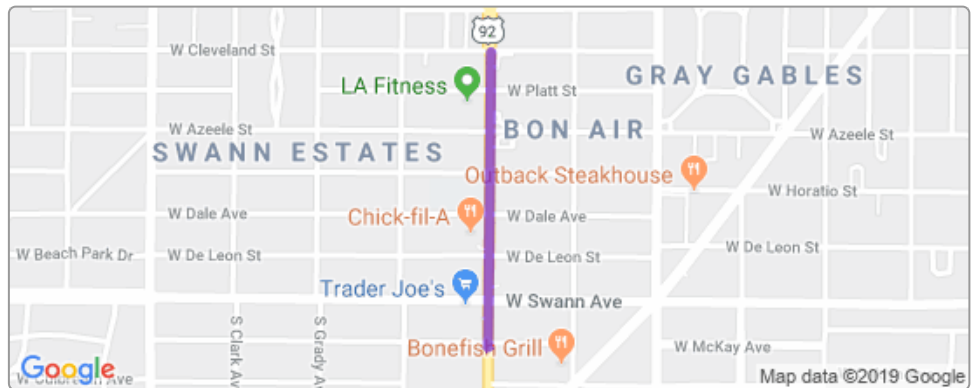 92
W Cleveland St
LA Fitness
W Platt St
GRAY GABLES
W Azeele St
BON AIR
W Azeele St
SWANN ESTATES
Outback Steakhouse
W Horatio St
W Dale Ave
Chick-fil-A
W Dale Ave
W Beach Park Dr
W De Leon St
W De Leon St
W De Leon St
Trader Joe's
W Swann Ave
S Clark Av
S Grady Ave
Bonefish Grill
W McKay Ave
Google
Ave
Map data ©2019 Google